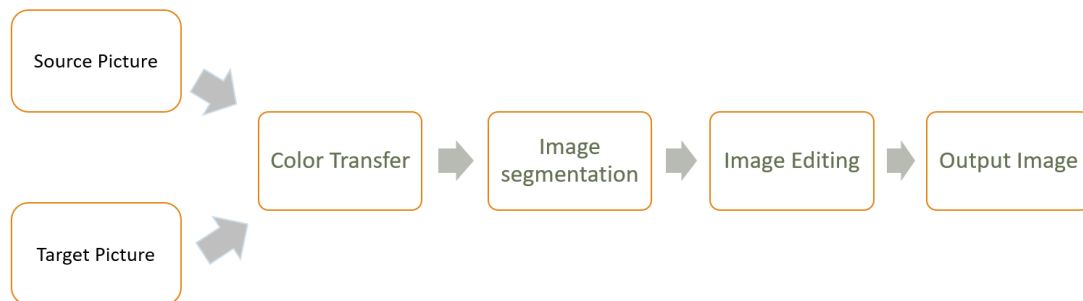 Source Picture
Target Picture
Color Transfer
Image
segmentation
Image Editing
Output Image